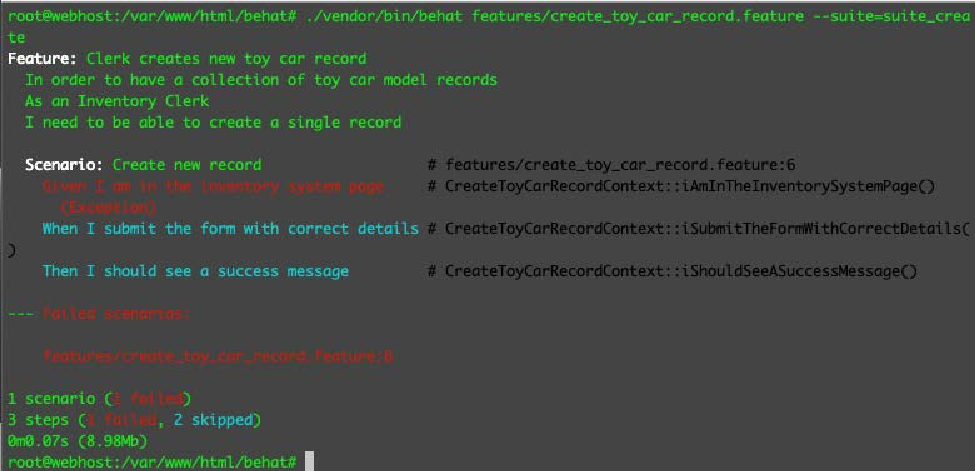 root@webhost:/var/www/html/behat# ./vendor/bin/behat features/create_toy_car_record.feature --suite=suite_crea
te
Feature: Clerk creates new toy car record
In order to have a collection of toy car model records
As an Inventory Clerk
I need to be able to create a single record
Scenario: Create new record # features/create_toy_car_record.feature:6
Given I am in the inventory system page # CreateToyCarRecordContext::iAmInTheInventorySystemPage()
(Exception)
When I submit the form with correct details # CreateToyCarRecordContext::iSubmitTheFormWithCorrectDetails(
)
Then I should see a success message # CreateToyCarRecordContext::iShouldSeeASuccessMessage()
--- Failed scenarios:
features/create_toy_car_record.feature:6
1 scenario (1 failed)
3 steps (1 failed, 2 skipped)
0m0.07s (8.98Mb)
root@webhost:/var/www/html/behat#